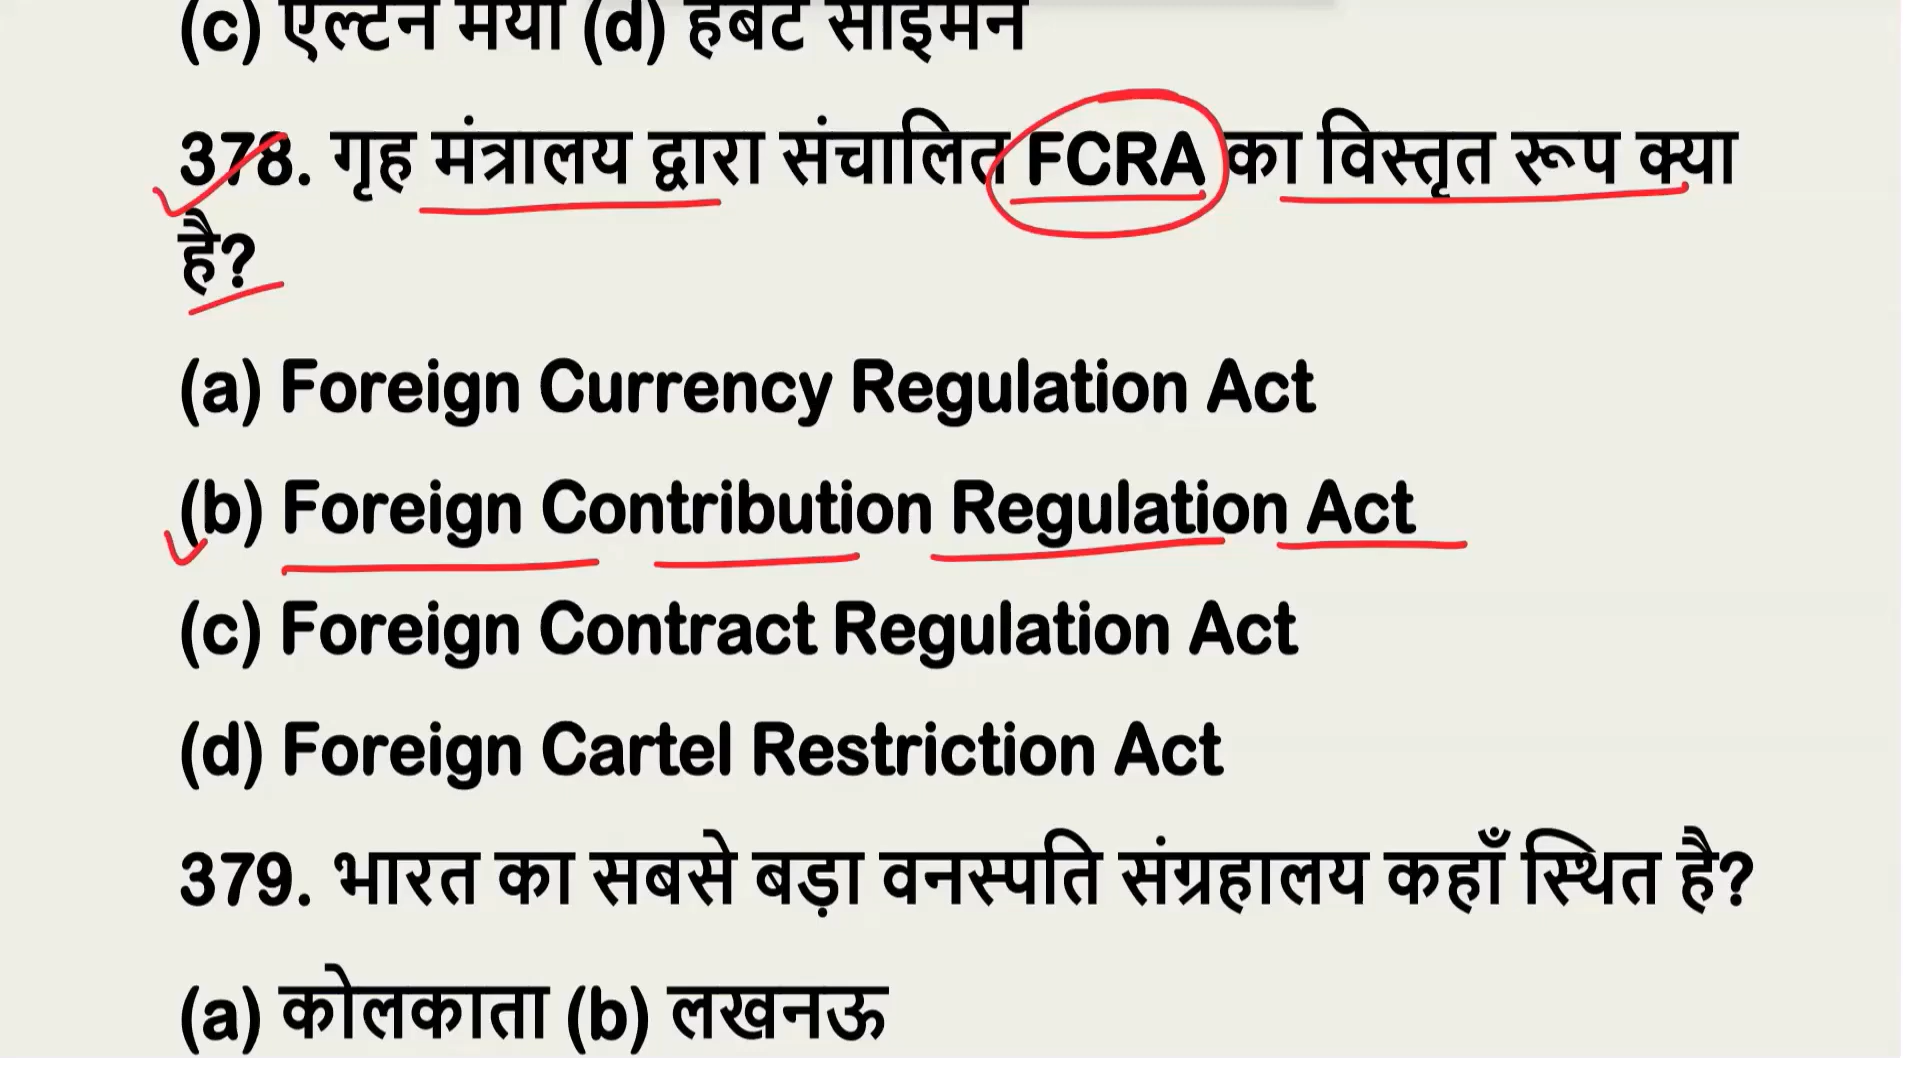 (c) एल्टन मेयो (d) हर्बर्ट साइमन
378. गृह मंत्रालय द्वारा संचालित FCRA का विस्तृत रूप क्या
है?
(a) Foreign Currency Regulation Act
(b) Foreign Contribution Regulation Act
(c) Foreign Contract Regulation Act
(d) Foreign Cartel Restriction Act
379. भारत का सबसे बड़ा वनस्पति संग्रहालय कहाँ स्थित है?
(a) कोलकाता (b) लखनऊ